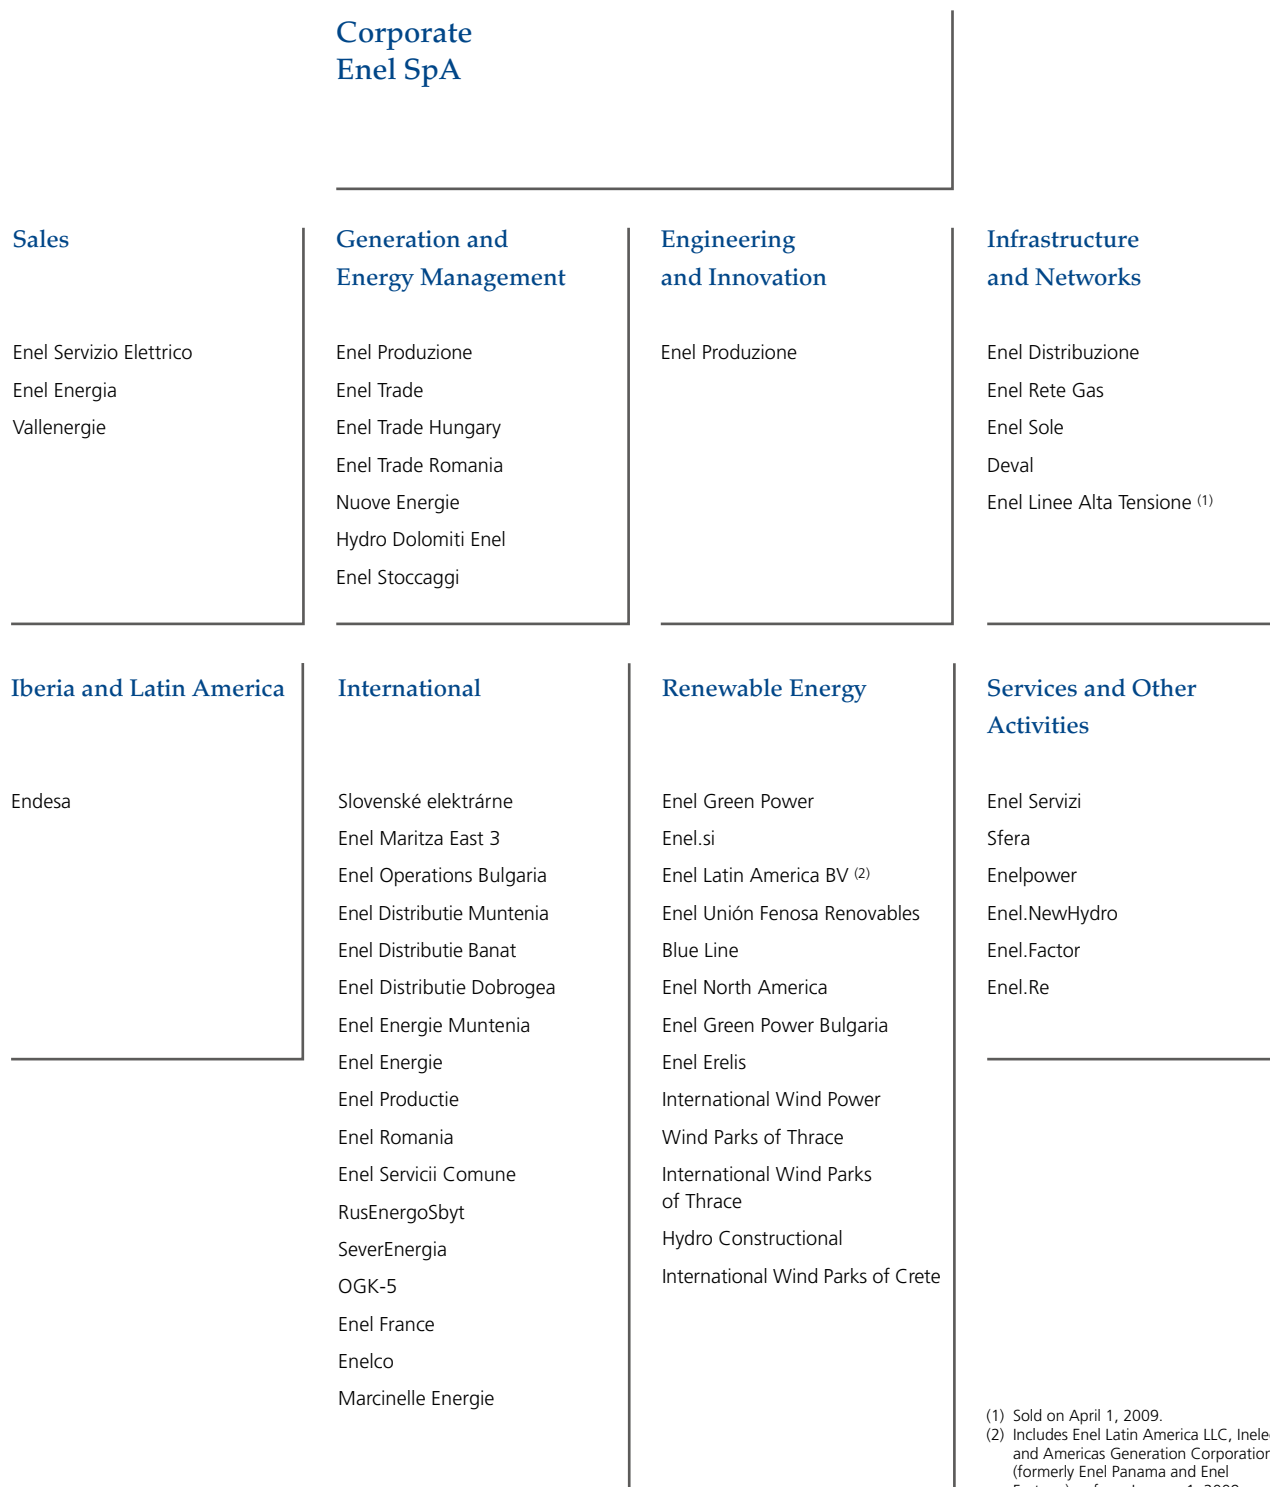 Corporate
Enel SpA
Sales
Enel Servizio Elettrico
Enel Energia
Vallenergie
Generation and
Energy Management
Enel Produzione
Enel Trade
Enel Trade Hungary
Enel Trade Romania
Nuove Energie
Hydro Dolomiti Enel
Enel Stoccaggi
Engineering
and Innovation
Enel Produzione
Infrastructure
and Networks
Enel Distribuzione
Enel Rete Gas
Enel Sole
Deval
Enel Linee Alta Tensione (1)
Iberia and Latin America
Endesa
International
Slovenské elektrárne
Enel Maritza East 3
Enel Operations Bulgaria
Enel Distributie Muntenia
Enel Distributie Banat
Enel Distributie Dobrogea
Enel Energie Muntenia
Enel Energie
Enel Productie
Enel Romania
Enel Servicii Comune
RusEnergoSbyt
SeverEnergia
OGK-5
Enel France
Enelco
Marcinelle Energie
Renewable Energy
Enel Green Power
Enel.si
Enel Latin America BV (2)
Enel Unión Fenosa Renovables
Blue Line
Enel North America
Enel Green Power Bulgaria
Enel Erelis
International Wind Power
Wind Parks of Thrace
International Wind Parks
of Thrace
Hydro Constructional
International Wind Parks of Crete
Services and Other
Activities
Enel Servizi
Sfera
Enelpower
Enel.NewHydro
Enel.Factor
Enel.Re
(1) Sold on April 1, 2009.
(2) Includes Enel Latin America LLC,
and Americas Generation Corporation
(formerly Enel Panama and Enel